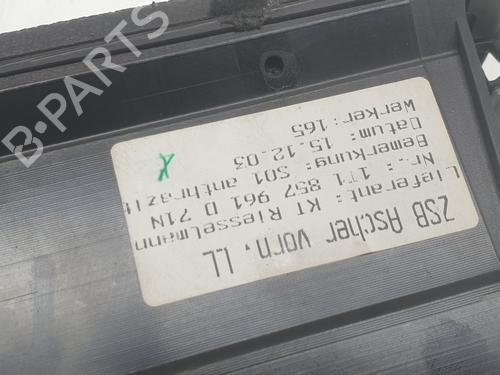 ZSB Ascher vorn, LL
Lieferant: KT Riesselmann
Nr.: 1T1 857 961 D 71N
Bemerkung: S01 anthrazit
Datum: 15.12.03
Werker: 165
B-PARTS